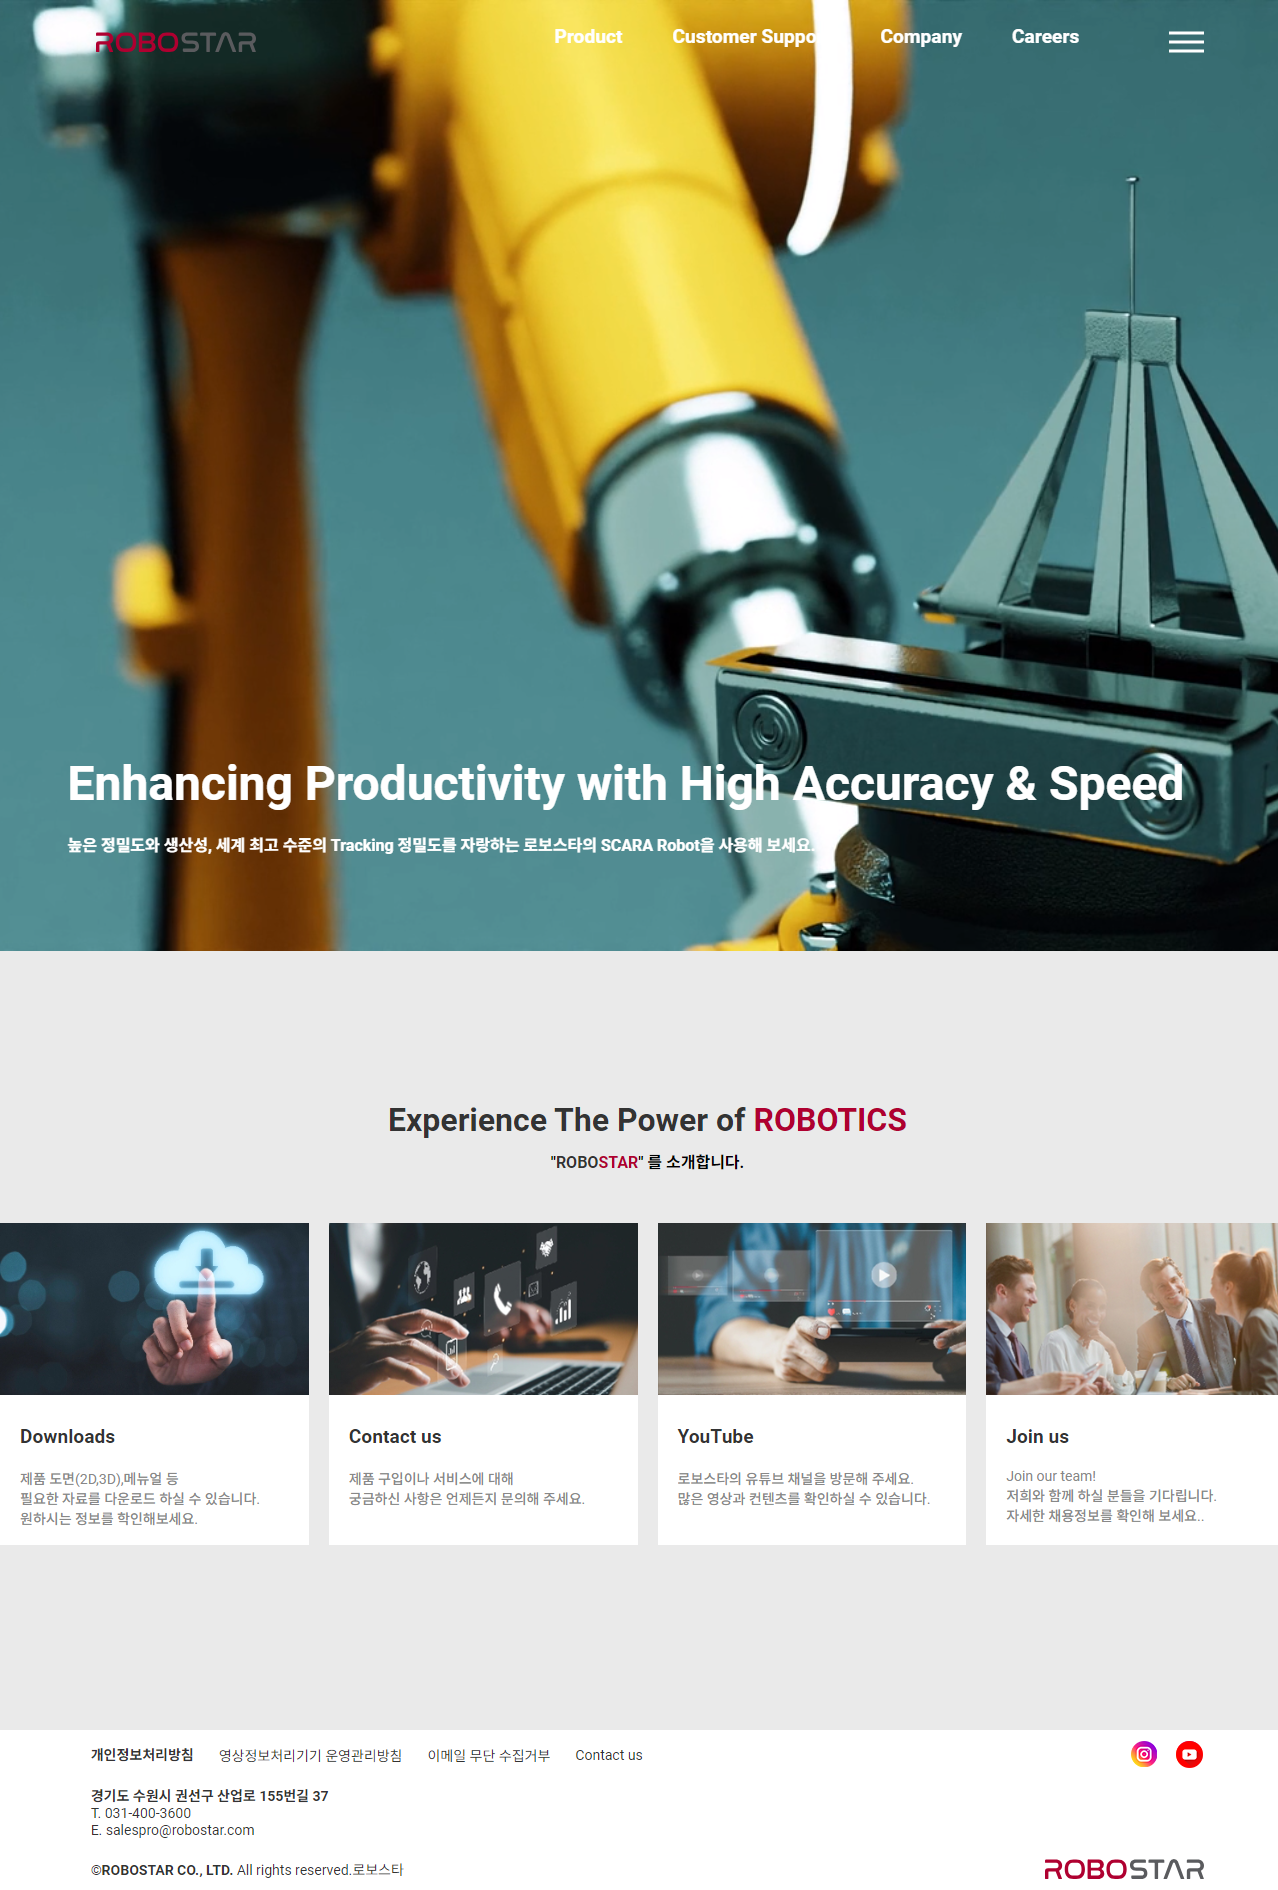 ROBOSTAR
Product Customer Suppo Company Careers
Enhancing Productivity with High Accuracy & Speed
높은 정밀도와 생산성, 세계 최고 수준의 Tracking 정밀도를 자랑하는 로보스타의 SCARA Robot을 사용해 보세요.
Experience The Power of ROBOTICS
"ROBOSTAR" 를 소개합니다.
Downloads
제품 도면(2D,3D),메뉴얼 등
필요한 자료를 다운로드 하실 수 있습니다.
원하시는 정보를 학인해보세요.
Contact us
제품 구입이나 서비스에 대해
궁금하신 사항은 언제든지 문의해 주세요.
YouTube
로보스타의 유튜브 채널을 방문해 주세요.
많은 영상과 컨텐츠를 확인하실 수 있습니다.
Join us
Join our team!
저희와 함께 하실 분들을 기다립니다.
자세한 채용정보를 확인해 보세요..
개인정보처리방침 영상정보처리기기 운영관리방침 이메일 무단 수집거부 Contact us
경기도 수원시 권선구 산업로 155번길 37
T. 031-400-3600
E. salespro@robostar.com
©ROBOSTAR CO., LTD. All rights reserved.로보스타
ROBOSTAR